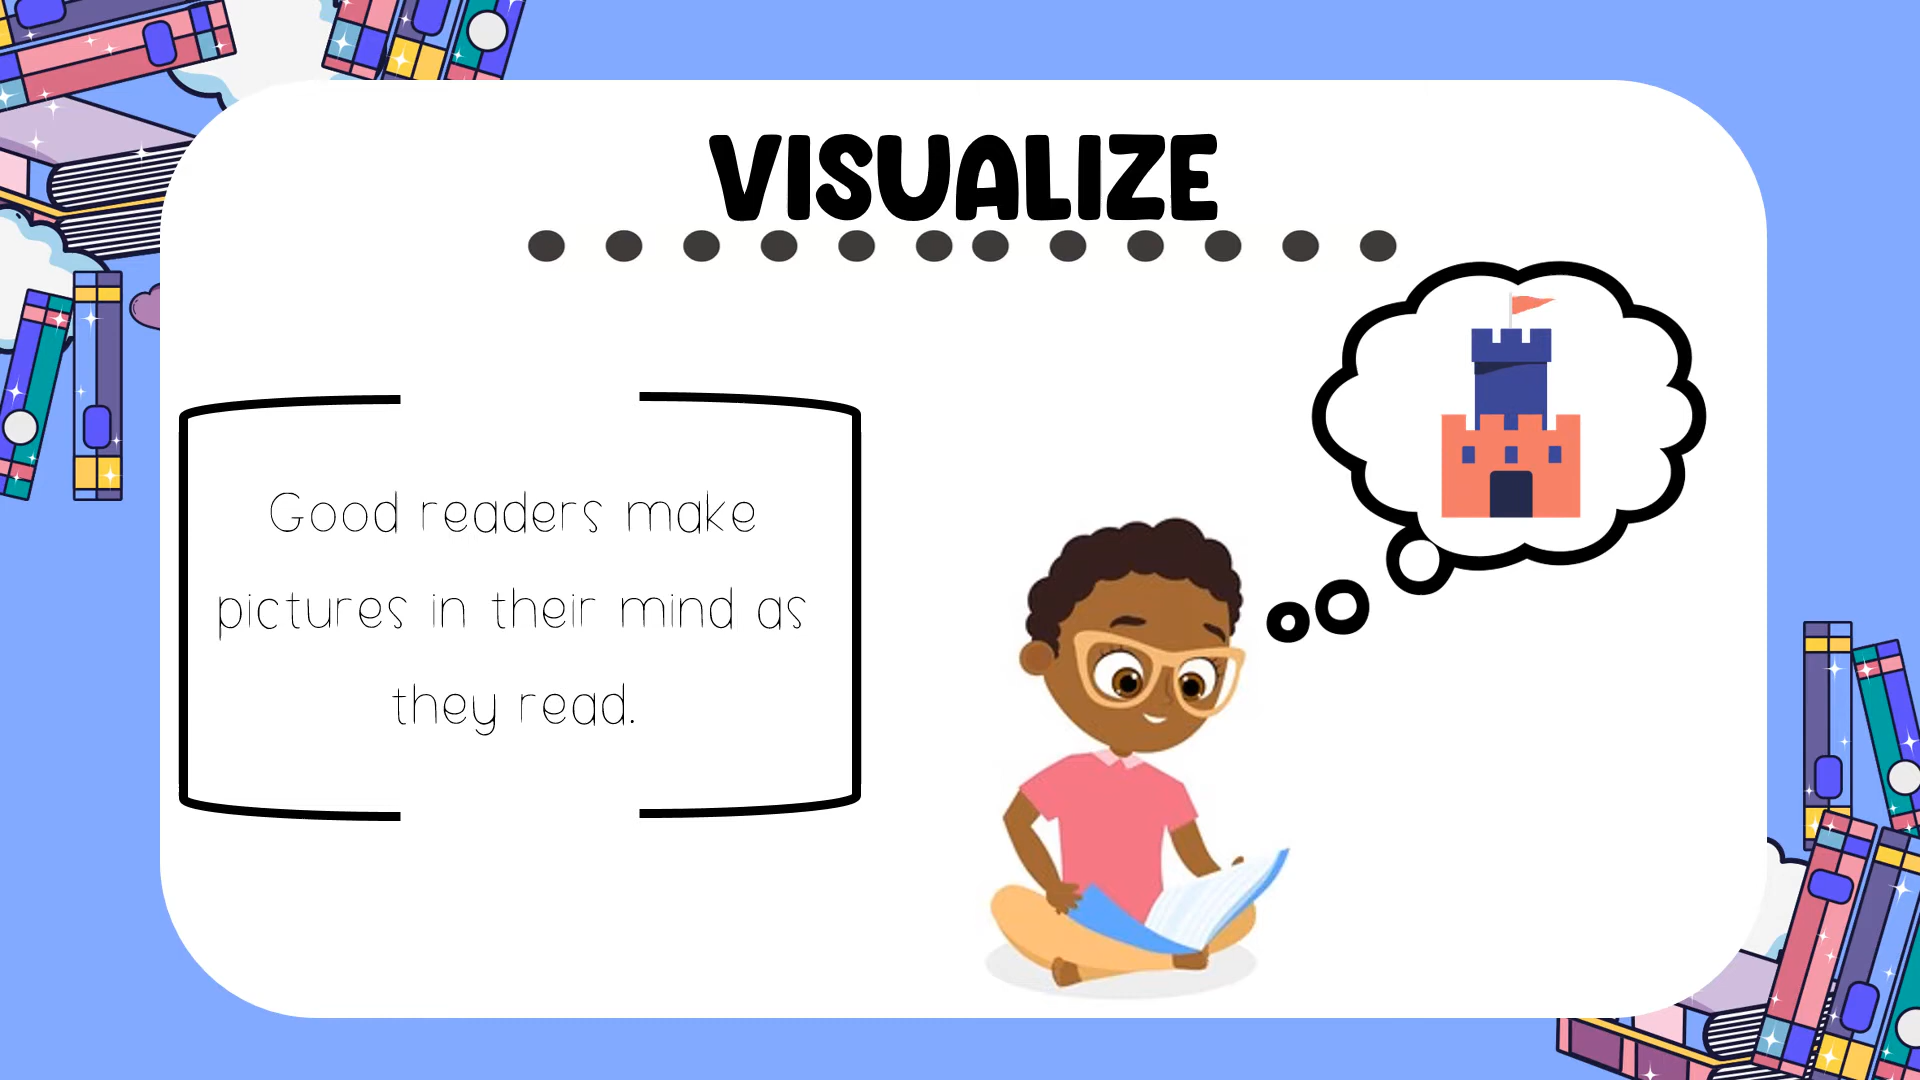 VISUALIZE
Good readers make
pictures in their mind as
they read.